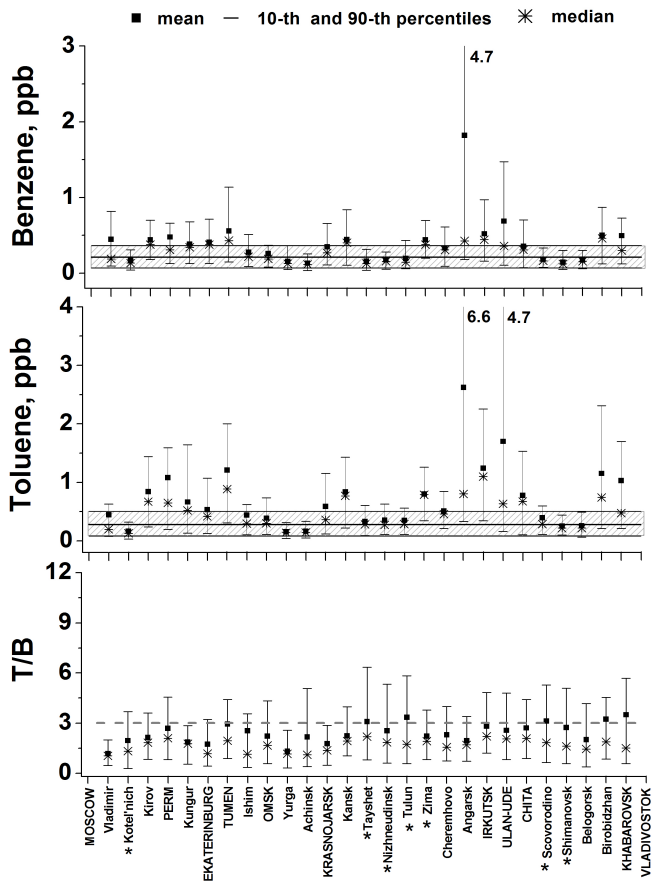 mean 10-th and 90-th percentiles median
Benzene, ppb
3
2
1
0
4.7
Toluene, ppb
4
3
2
1
0
6.6 4.7
T/B
12
9
6
3
0
MOSCOW
Vladimir
* Kotel'nich
Kirov
PERM
Kungur
EKATERINBURG
TUMEN
Ishim
OMSK
Yurga
Achinsk
KRASNOJARSK
Kansk
*Tayshet
*Nizhneudinsk
* Tulun
* Zima
Cheremhovo
Angarsk
IRKUTSK
ULAN-UDE
CHITA
*Scovorodino
*Shimanovsk
Belogorsk
Birobidzhan
KHABAROVSK
VLADIVOSTOK